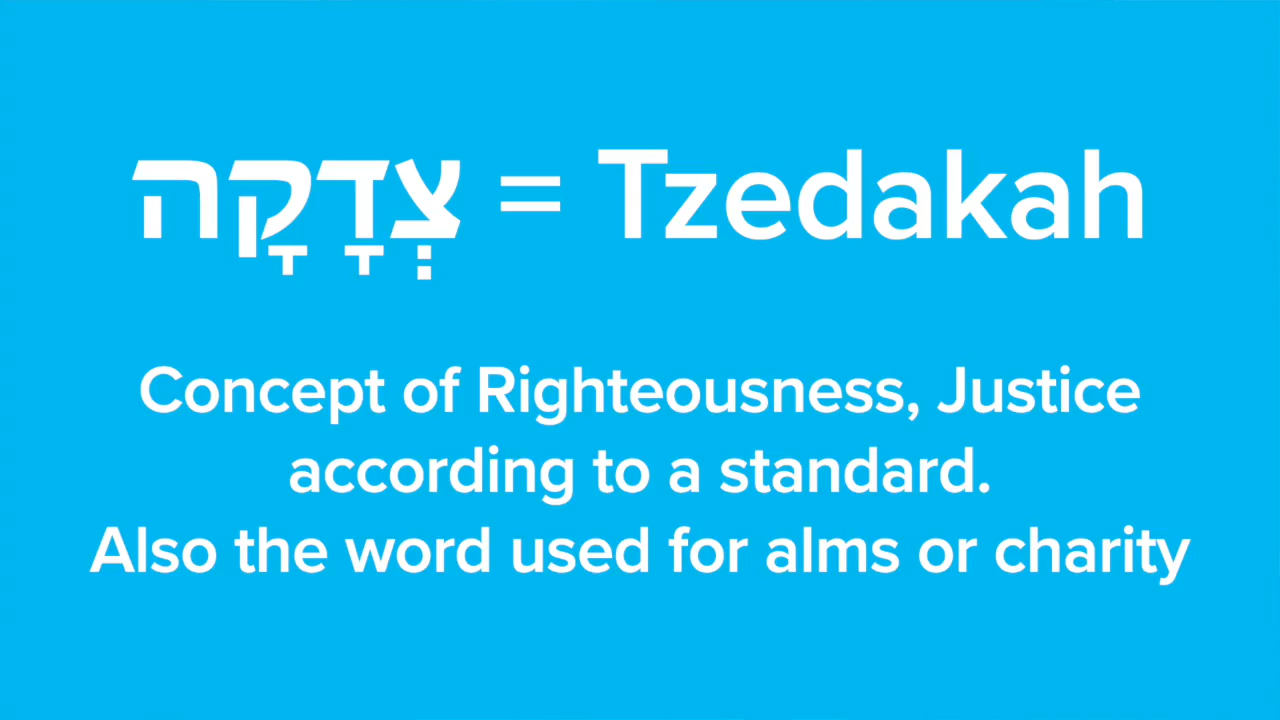 צְדָקָה = Tzedakah
Concept of Righteousness, Justice
according to a standard.
Also the word used for alms or charity